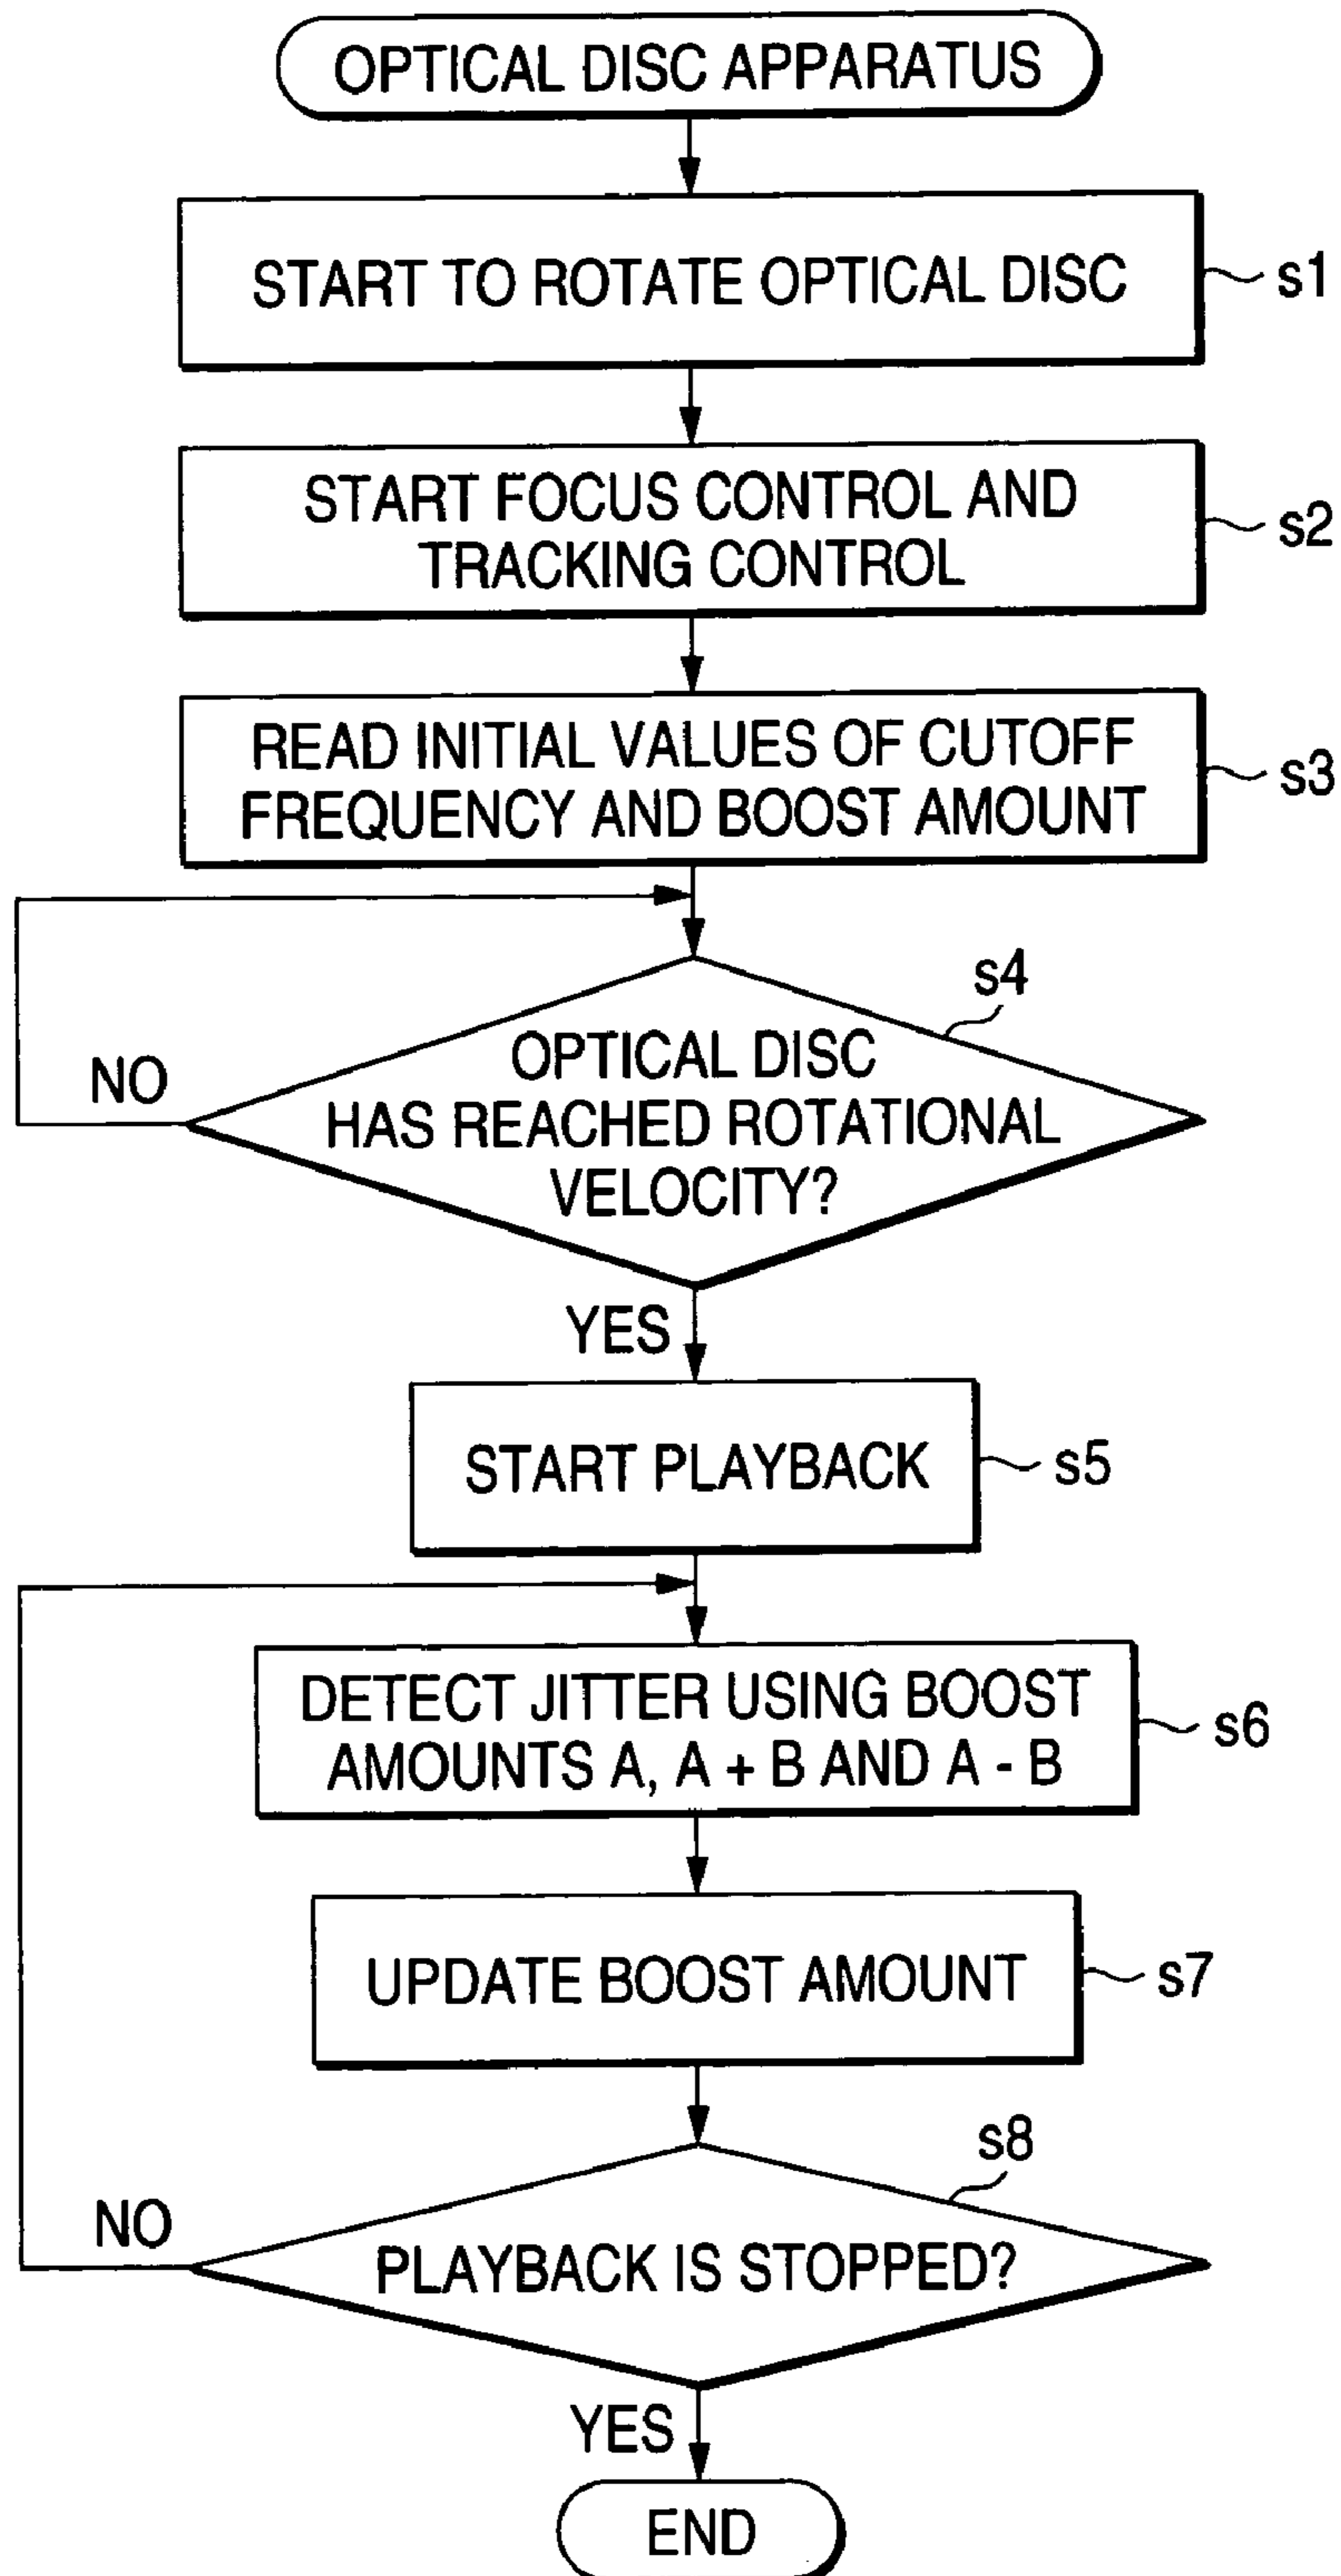 OPTICAL DISC APPARATUS
START TO ROTATE OPTICAL DISC
s1
START FOCUS CONTROL AND
TRACKING CONTROL
s2
READ INITIAL VALUES OF CUTOFF
FREQUENCY AND BOOST AMOUNT
s3
s4
OPTICAL DISC
HAS REACHED ROTATIONAL
VELOCITY?
NO
YES
START PLAYBACK
s5
DETECT JITTER USING BOOST
AMOUNTS A, A + B AND A - B
s6
UPDATE BOOST AMOUNT
s7
s8
PLAYBACK IS STOPPED?
NO
YES
END